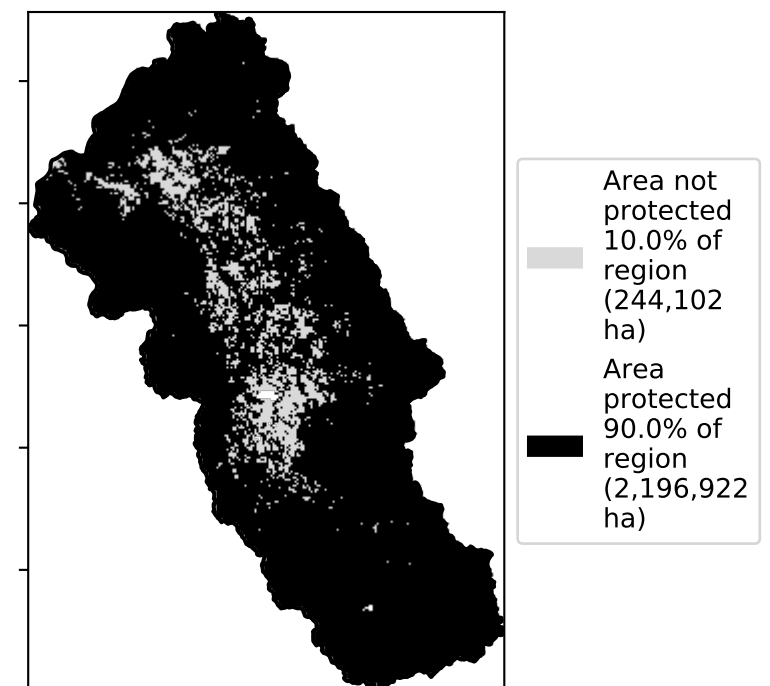 Area not
protected
10.0% of
region
(244,102
ha)
Area
protected
90.0% of
region
(2,196,922
ha)